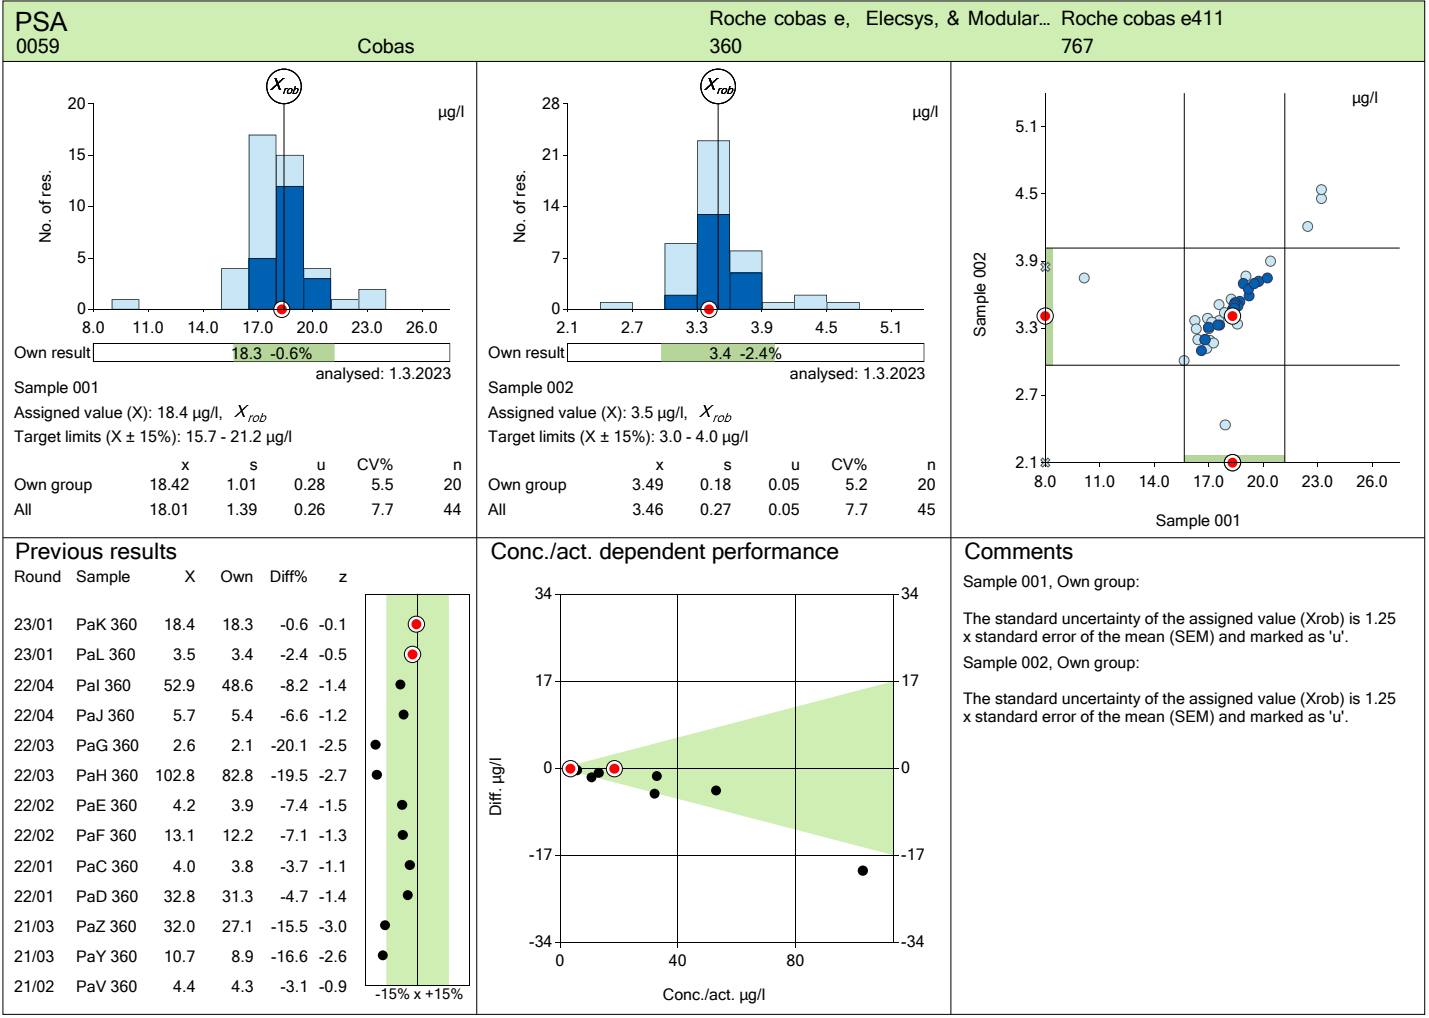 PSA
Roche cobas e, Elecsys, & Modular... Roche cobas e411
0059 Cobas 360 767
Xrob
µg/l
No. of res.
20
15
10
5
0
8.0 11.0 14.0 17.0 20.0 23.0 26.0
Own result 18.3 -0.6%
analysed: 1.3.2023
Sample 001
Assigned value (X): 18.4 µg/l, Xrob
Target limits (X ± 15%): 15.7 - 21.2 µg/l
x s u CV% n
Own group 18.42 1.01 0.28 5.5 20
All 18.01 1.39 0.26 7.7 44
Xrob
µg/l
No. of res.
28
21
14
7
0
2.1 2.7 3.3 3.9 4.5 5.1
Own result 3.4 -2.4%
analysed: 1.3.2023
Sample 002
Assigned value (X): 3.5 µg/l, Xrob
Target limits (X ± 15%): 3.0 - 4.0 µg/l
x s u CV% n
Own group 3.49 0.18 0.05 5.2 20
All 3.46 0.27 0.05 7.7 45
µg/l
Sample 002
5.1
4.5
3.9
3.3
2.7
2.1
8.0 11.0 14.0 17.0 20.0 23.0 26.0
Sample 001
Previous results
Round Sample X Own Diff% z
23/01 PaK 360 18.4 18.3 -0.6 -0.1
23/01 PaL 360 3.5 3.4 -2.4 -0.5
22/04 PaI 360 52.9 48.6 -8.2 -1.4
22/04 PaJ 360 5.7 5.4 -6.6 -1.2
22/03 PaG 360 2.6 2.1 -20.1 -2.5
22/03 PaH 360 102.8 82.8 -19.5 -2.7
22/02 PaE 360 4.2 3.9 -7.4 -1.5
22/02 PaF 360 13.1 12.2 -7.1 -1.3
22/01 PaC 360 4.0 3.8 -3.7 -1.1
22/01 PaD 360 32.8 31.3 -4.7 -1.4
21/03 PaZ 360 32.0 27.1 -15.5 -3.0
21/03 PaY 360 10.7 8.9 -16.6 -2.6
21/02 PaV 360 4.4 4.3 -3.1 -0.9
-15% x +15%
Conc./act. dependent performance
Diff. µg/l
34 34
17 17
0 0
-17 -17
-34 -34
0 40 80
Conc./act. µg/l
Comments
Sample 001, Own group:
The standard uncertainty of the assigned value (Xrob) is 1.25
x standard error of the mean (SEM) and marked as 'u'.
Sample 002, Own group:
The standard uncertainty of the assigned value (Xrob) is 1.25
x standard error of the mean (SEM) and marked as 'u'.